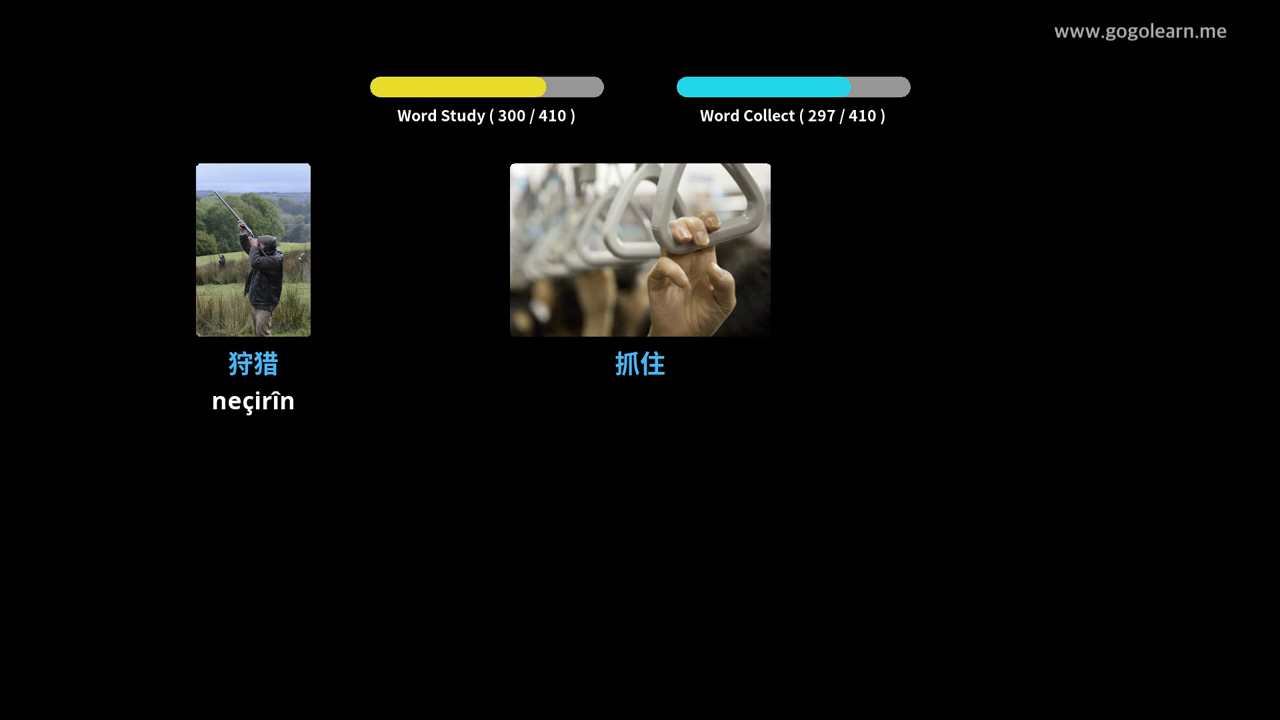 www.gogolearn.me
Word Study ( 300 / 410 )
Word Collect ( 297 / 410 )
狩猎
neçirîn
抓住